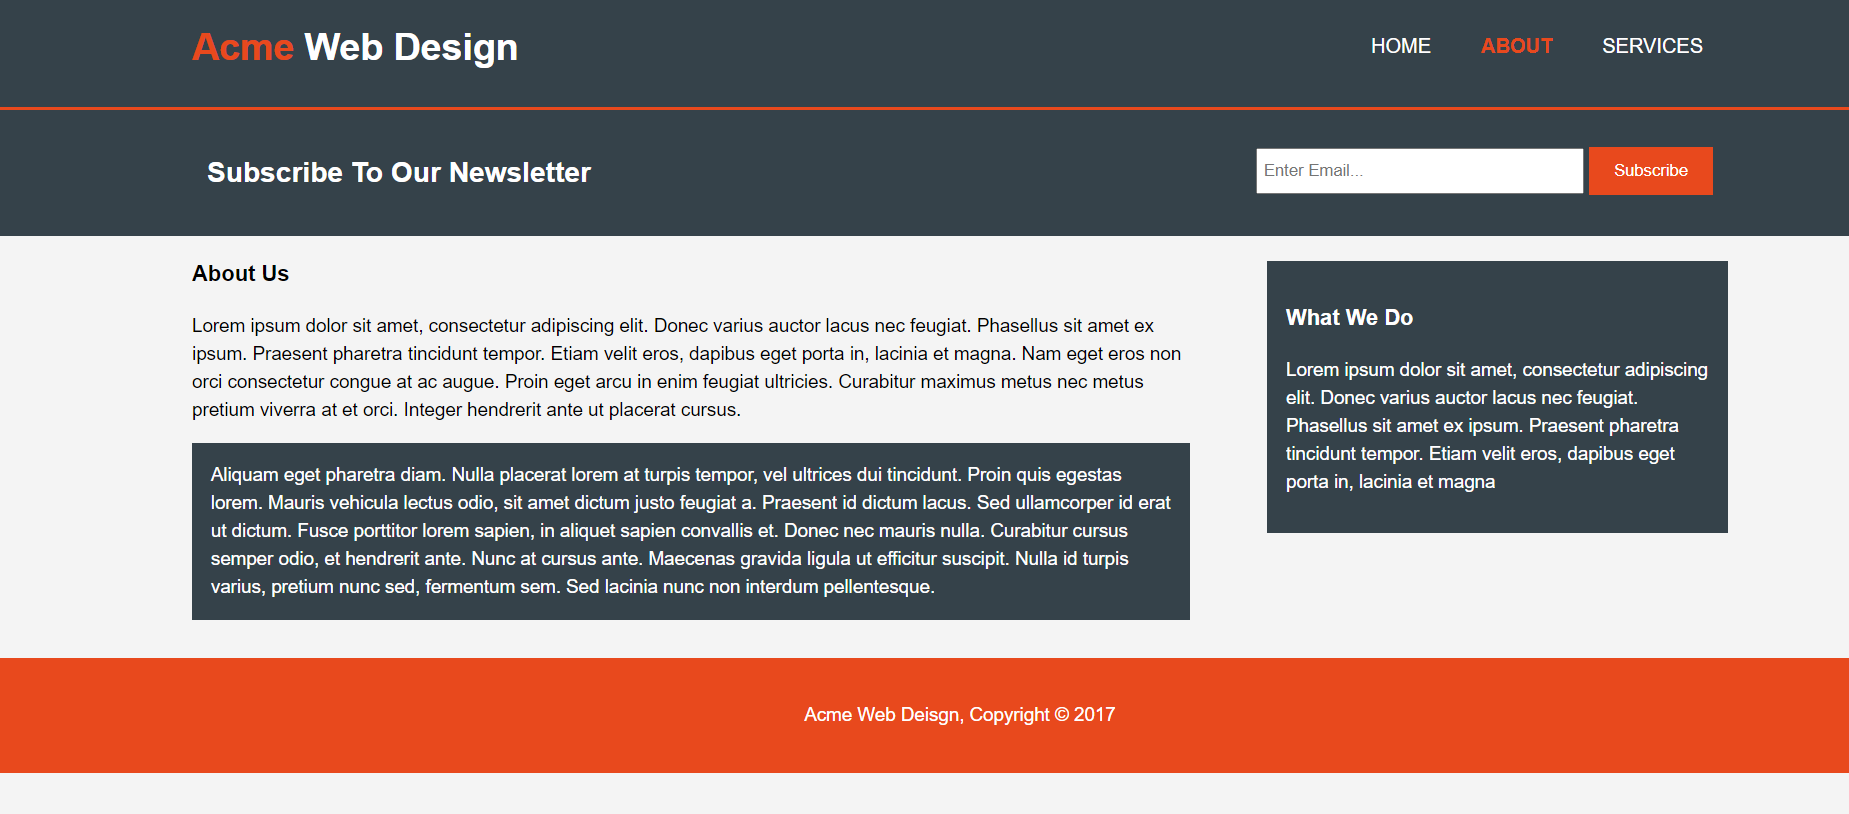 Acme Web Design
HOME ABOUT SERVICES
Subscribe To Our Newsletter
Enter Email... Subscribe
About Us
Lorem ipsum dolor sit amet, consectetur adipiscing elit. Donec varius auctor lacus nec feugiat. Phasellus sit amet ex
ipsum. Praesent pharetra tincidunt tempor. Etiam velit eros, dapibus eget porta in, lacinia et magna. Nam eget eros non
orci consectetur congue at ac augue. Proin eget arcu in enim feugiat ultricies. Curabitur maximus metus nec metus
pretium viverra at et orci. Integer hendrerit ante ut placerat cursus.
Aliquam eget pharetra diam. Nulla placerat lorem at turpis tempor, vel ultrices dui tincidunt. Proin quis egestas
lorem. Mauris vehicula lectus odio, sit amet dictum justo feugiat a. Praesent id dictum lacus. Sed ullamcorper id erat
ut dictum. Fusce porttitor lorem sapien, in aliquet sapien convallis et. Donec nec mauris nulla. Curabitur cursus
semper odio, et hendrerit ante. Nunc at cursus ante. Maecenas gravida ligula ut efficitur suscipit. Nulla id turpis
varius, pretium nunc sed, fermentum sem. Sed lacinia nunc non interdum pellentesque.
What We Do
Lorem ipsum dolor sit amet, consectetur adipiscing
elit. Donec varius auctor lacus nec feugiat.
Phasellus sit amet ex ipsum. Praesent pharetra
tincidunt tempor. Etiam velit eros, dapibus eget
porta in, lacinia et magna
Acme Web Deisgn, Copyright © 2017